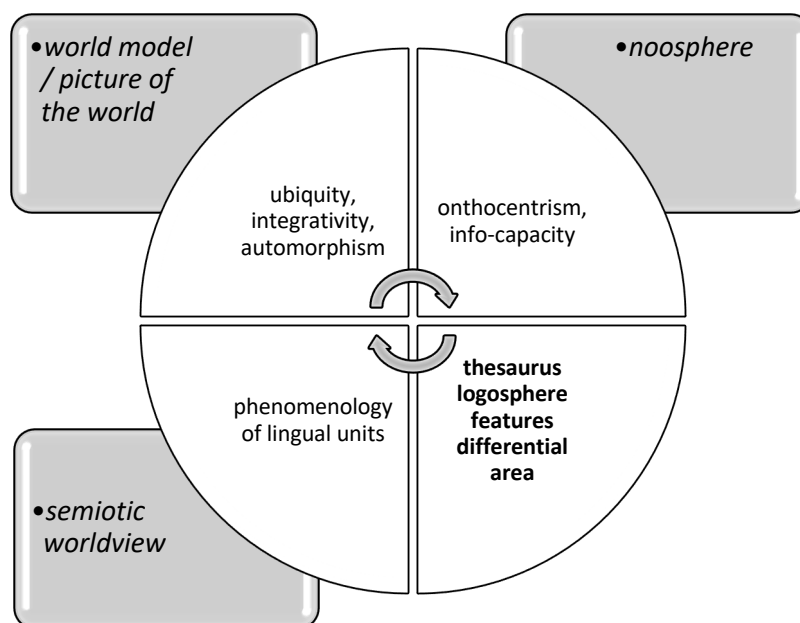 •world model
/ picture of
the world
•noosphere
ubiquity,
integrativity,
automorphism
onthocentrism,
info-capacity
phenomenology
of lingual units
thesaurus
logosphere
features
differential
area
•semiotic
worldview